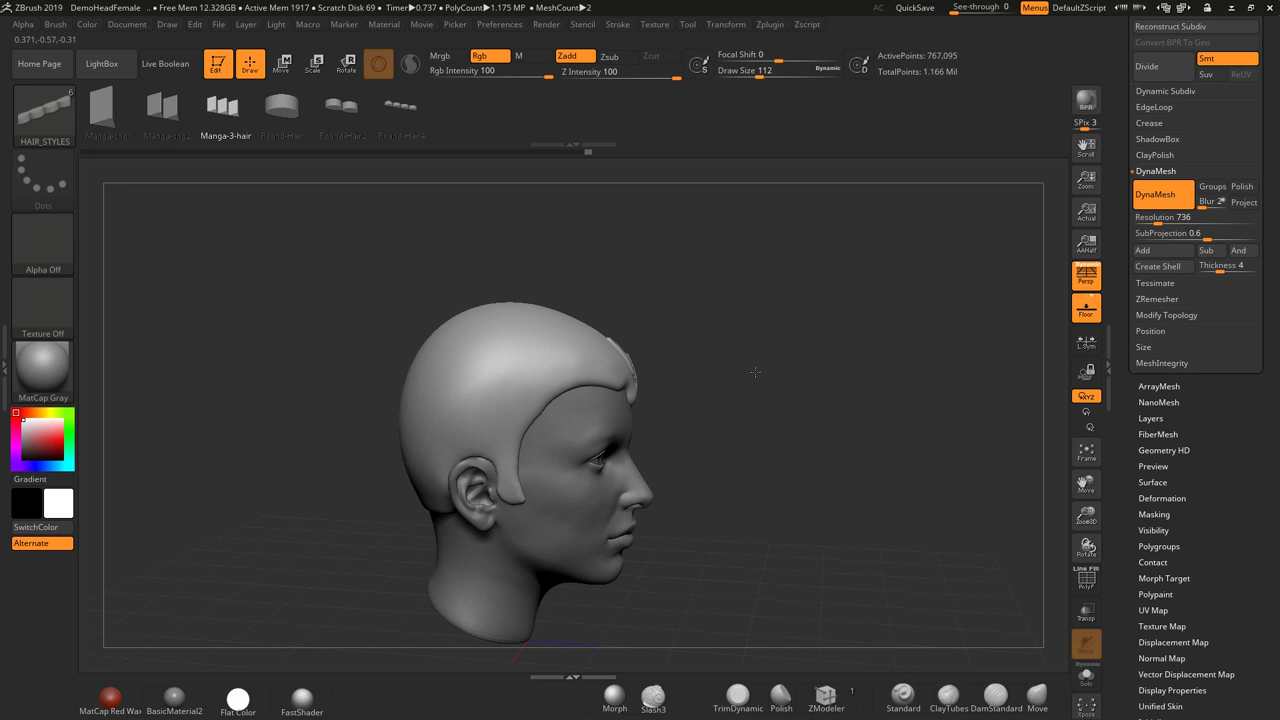 ZBrush 2019 DemoHeadFemale .. • Free Mem 12.328GB • Active Mem 1917 • Scratch Disk 69 • Timer▶0.737 • PolyCount▶1.175 MP • MeshCount▶2 AC QuickSave See-through 0 Menus DefaultZScript
Alpha Brush Color Document Draw Edit File Layer Light Macro Marker Material Movie Picker Preferences Render Stencil Stroke Texture Tool Transform Zplugin Zscript
0.371,-0.57,-0.31
Home Page LightBox Live Boolean Edit Draw Move Scale Rotate
Mrgb Rgb M Zadd Zsub Zcut
Rgb Intensity 100 Z Intensity 100
S Focal Shift 0
Draw Size 112 Dynamic D
ActivePoints: 767.095
TotalPoints: 1.166 Mil
6
HAIR_STYLES
Manga-3-hair
Dots
Alpha Off
Texture Off
MatCap Gray
Gradient
SwitchColor
Alternate
BPR
SPix 3
Scroll
Zoom
Actual
AAHalf
Dynamic
Persp
Floor
L.Sym
XYZ
Frame
Move
Zoom3D
Rotate
Line Fill
PolyF
Transp
Dynamic
Solo
Xpose
Reconstruct Subdiv
Convert BPR To Geo
Divide Smt
Suv ReUV
Dynamic Subdiv
EdgeLoop
Crease
ShadowBox
ClayPolish
DynaMesh
DynaMesh Groups Polish
Blur 2 Project
Resolution 736
SubProjection 0.6
Add Sub And
Create Shell Thickness 4
Tessimate
ZRemesher
Modify Topology
Position
Size
MeshIntegrity
ArrayMesh
NanoMesh
Layers
FiberMesh
Geometry HD
Preview
Surface
Deformation
Masking
Visibility
Polygroups
Contact
Morph Target
Polypaint
UV Map
Texture Map
Displacement Map
Normal Map
Vector Displacement Map
Display Properties
Unified Skin
MatCap Red Wax BasicMaterial2 Flat Color FastShader Morph Slash3 TrimDynamic Polish ZModeler 1 Standard ClayTubes DamStandard Move